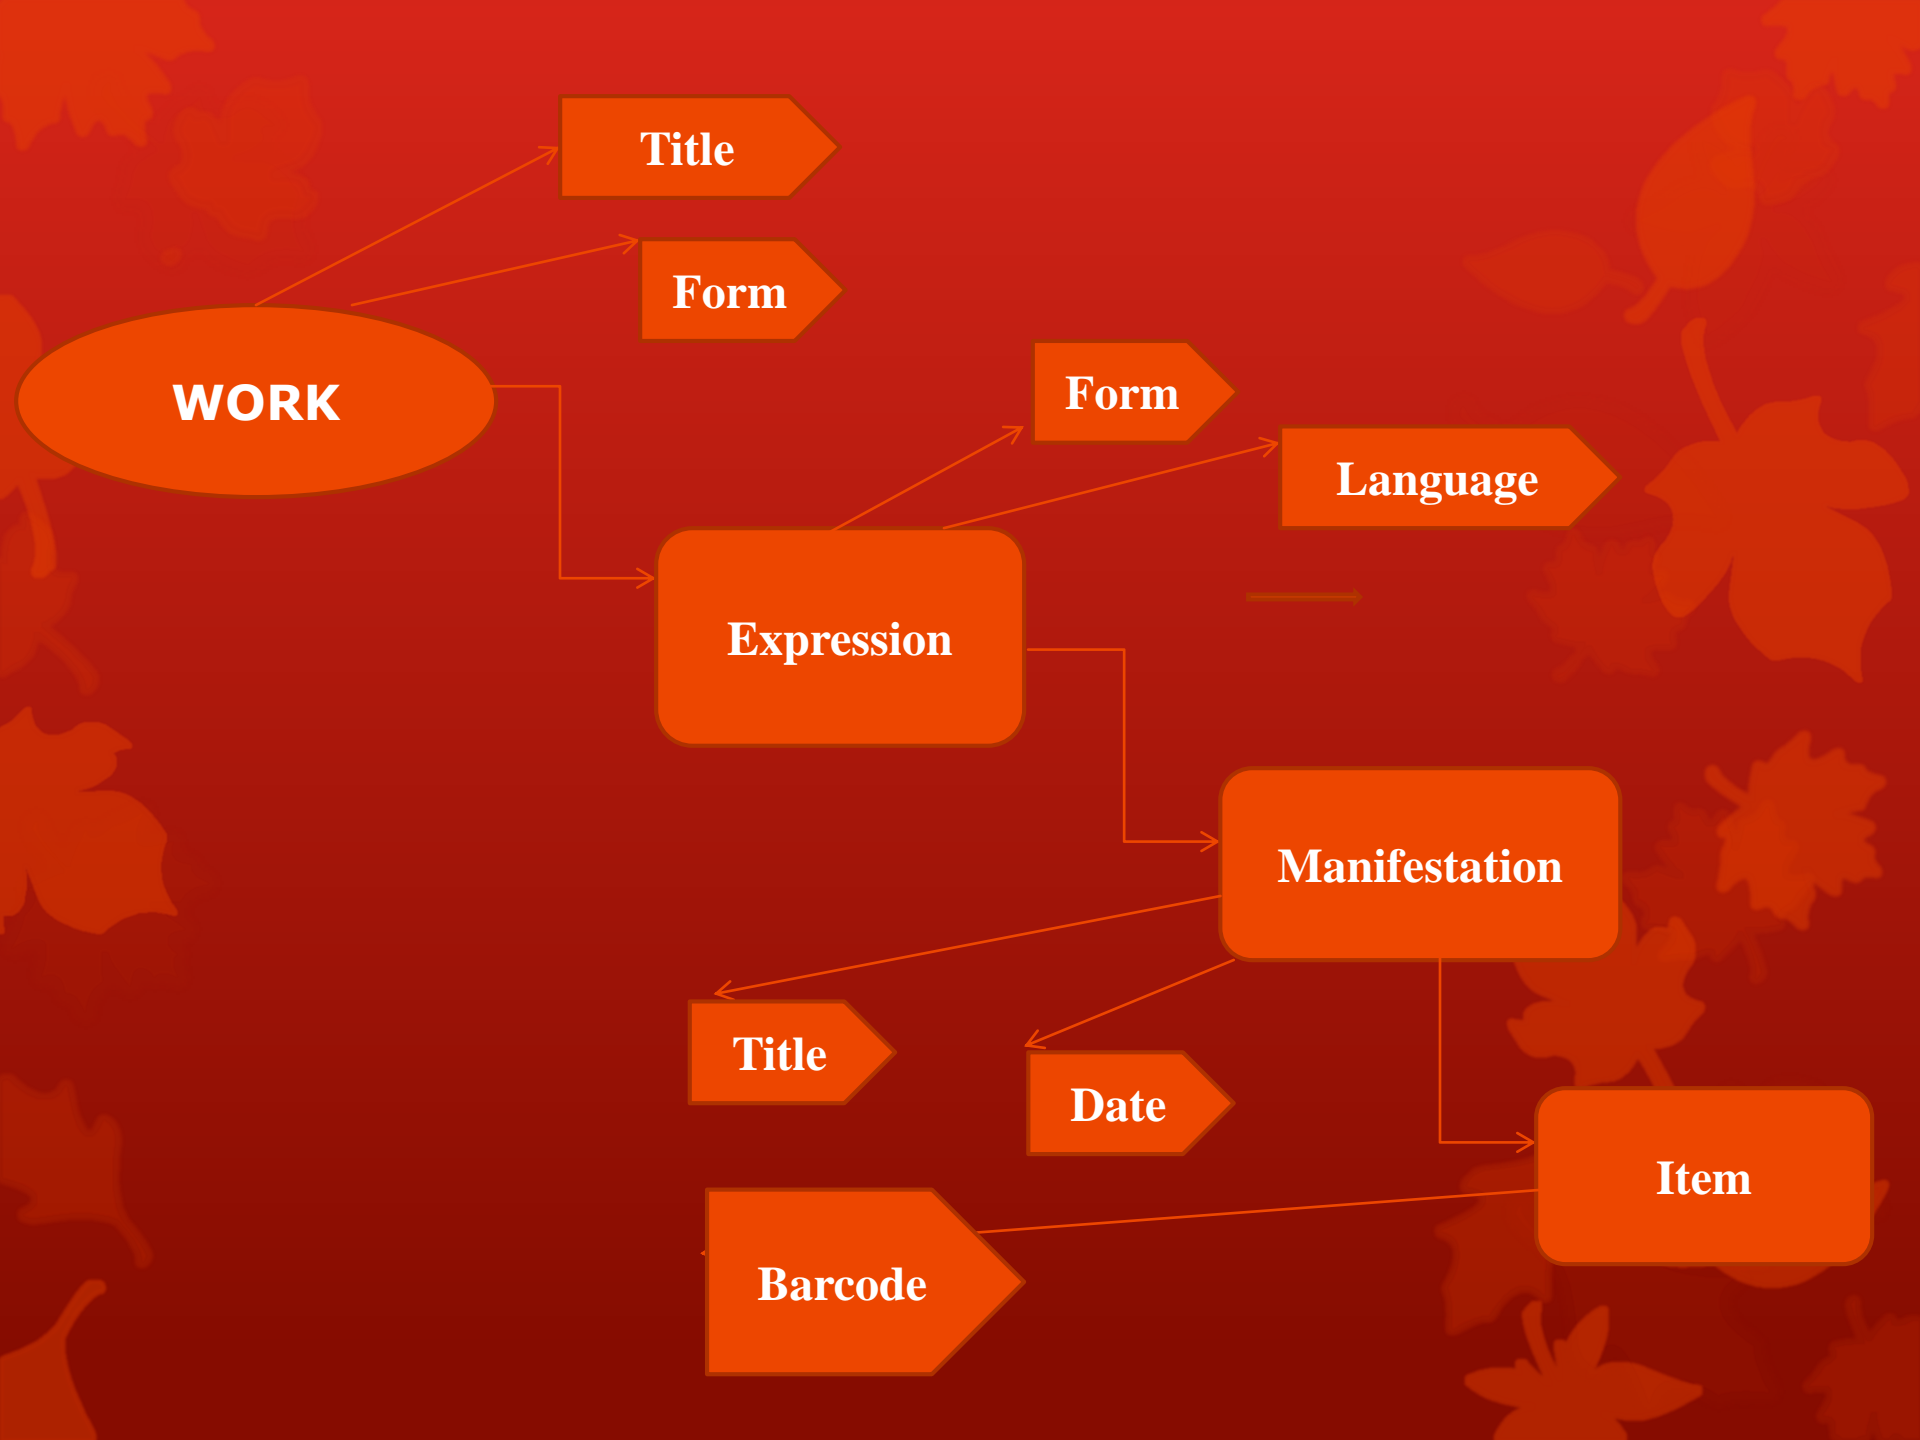 Title
Form
WORK
Form
Language
Expression
Manifestation
Title
Date
Item
Barcode